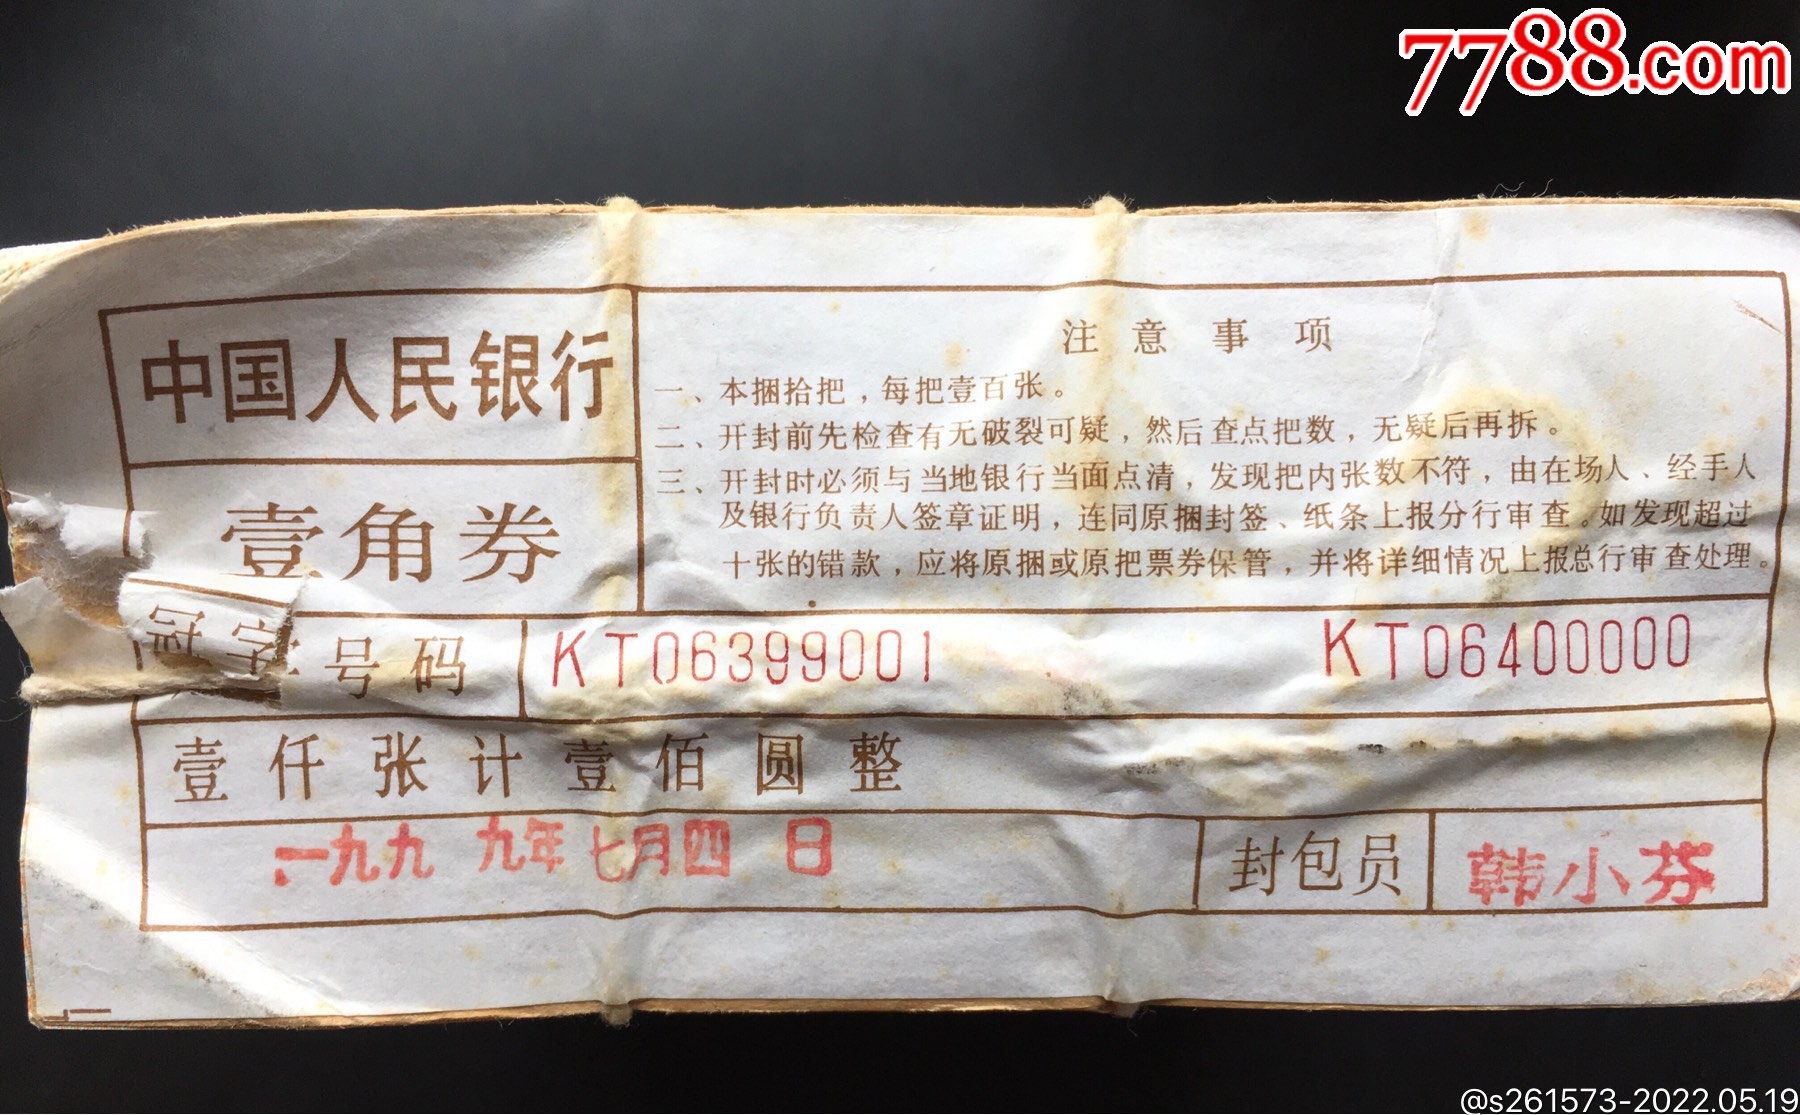 7788.com
中国人民银行
壹角券
注意事项
一、本捆拾把，每把壹百张。
二、开封前先检查有无破裂可疑，然后查点把数，无疑后再拆。
三、开封时必须与当地银行当面点清，发现把内张数不符，由在场人、经手人
及银行负责人签章证明，连同原捆封签、纸条上报分行审查。如发现超过
十张的错款，应将原捆或原把票券保管，并将详细情况上报总行审查处理。
冠字号码 KT06399001 KT06400000
壹仟张计壹佰圆整
一九九九年七月四日 封包员 韩小芬
@s261573-2022.05.19